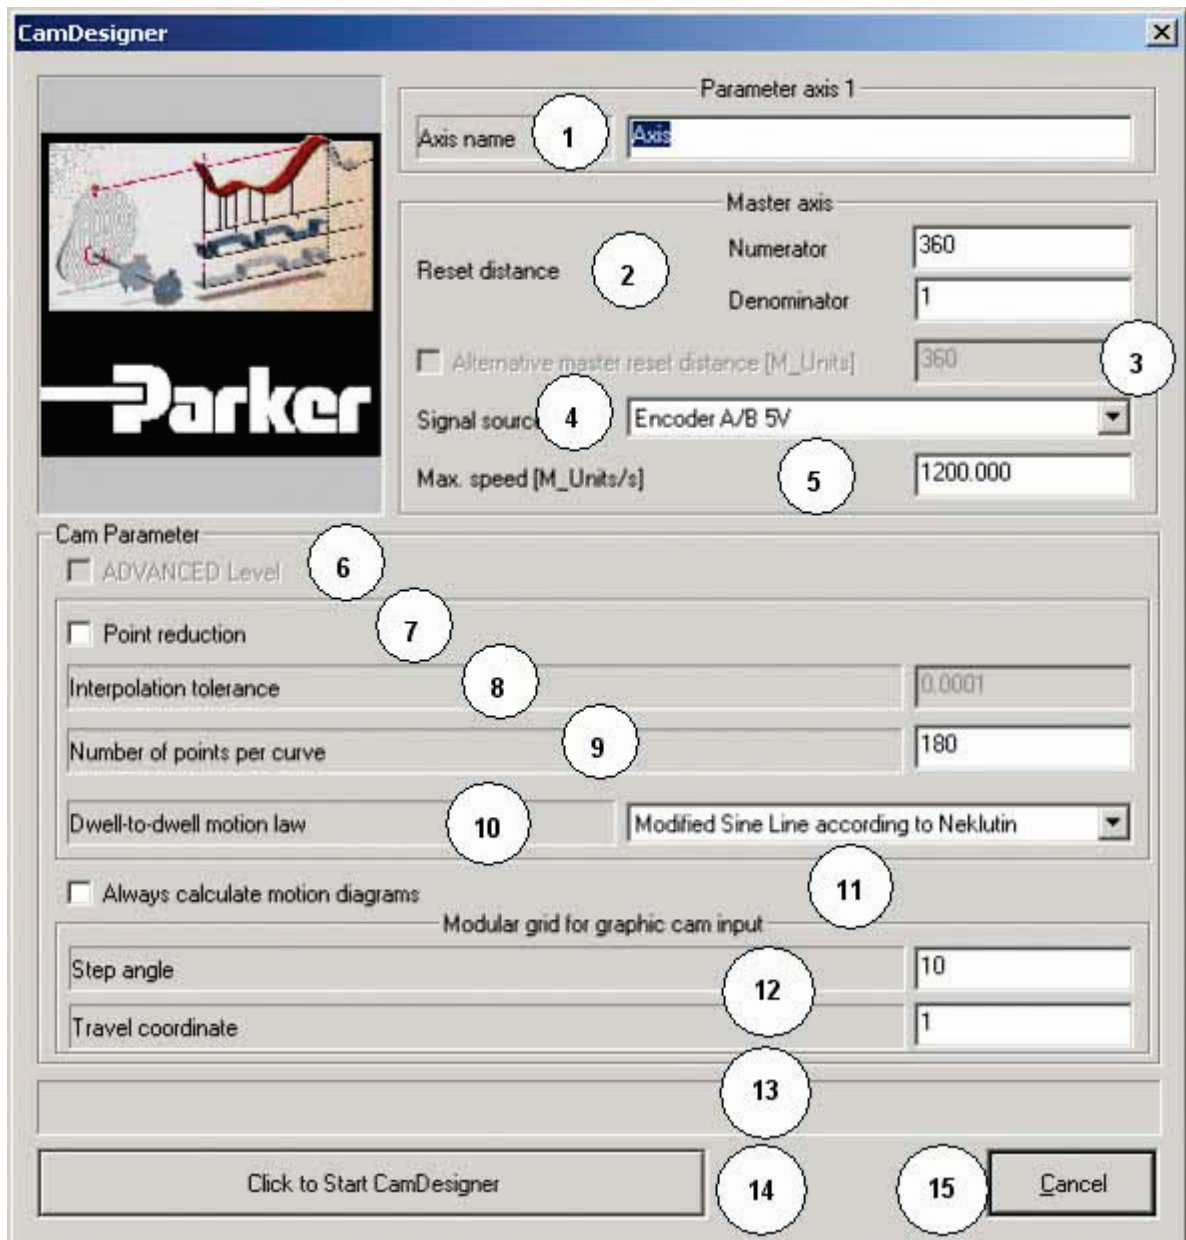 CamDesigner
Parameter axis 1
Axis name 1 Axis
Master axis
Reset distance 2 Numerator 360
Denominator 1
Alternative master reset distance [M_Units] 360 3
Signal source 4 Encoder A/B 5V
Max. speed [M_Units/s] 5 1200.000
Parker
Cam Parameter
ADVANCED Level 6
Point reduction 7
Interpolation tolerance 8 0.0001
Number of points per curve 9 180
Dwell-to-dwell motion law 10 Modified Sine Line according to Neklutin
Always calculate motion diagrams 11
Modular grid for graphic cam input
Step angle 12 10
Travel coordinate 1
13
Click to Start CamDesigner 14 15 Cancel